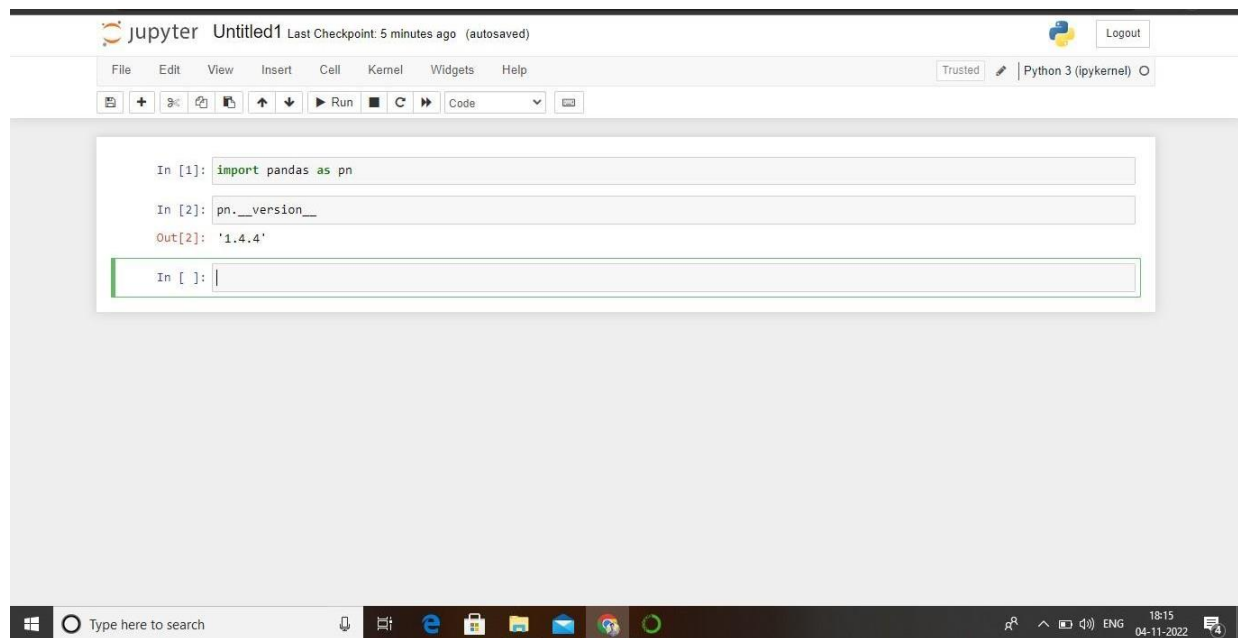 jupyter Untitled1 Last Checkpoint: 5 minutes ago (autosaved)
Logout
File Edit View Insert Cell Kernel Widgets Help
Trusted Python 3 (ipykernel)
Run Code
In [1]: import pandas as pn
In [2]: pn.__version__
Out[2]: '1.4.4'
In [ ]:
Type here to search
ENG
18:15
04-11-2022
4